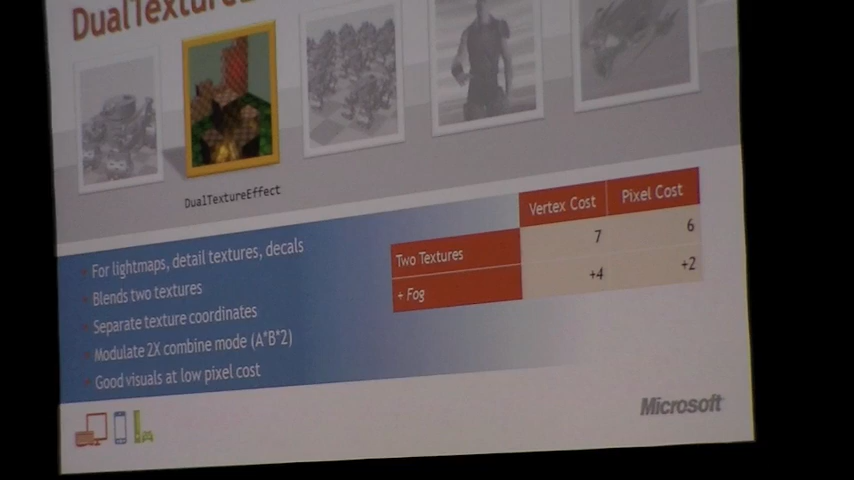 DualTexture
DualTextureEffect
Vertex Cost Pixel Cost
Two Textures 7 6
+ Fog +4 +2
For lightmaps, detail textures, decals
Blends two textures
Separate texture coordinates
Modulate 2X combine mode (A*B*2)
Good visuals at low pixel cost
Microsoft